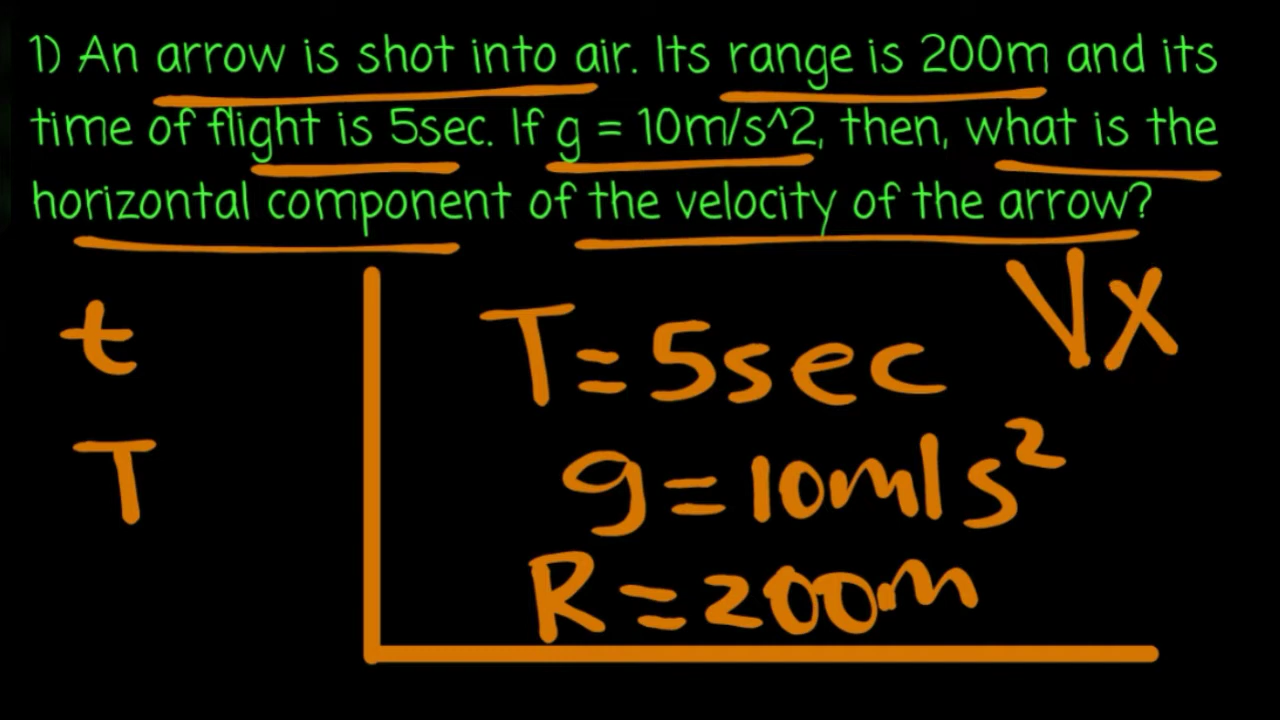 1) An arrow is shot into air. Its range is 200m and its
time of flight is 5sec. If g = 10m/s^2, then, what is the
horizontal component of the velocity of the arrow?
Vx
t
T=5sec
T
g=10m/s²
R=200m